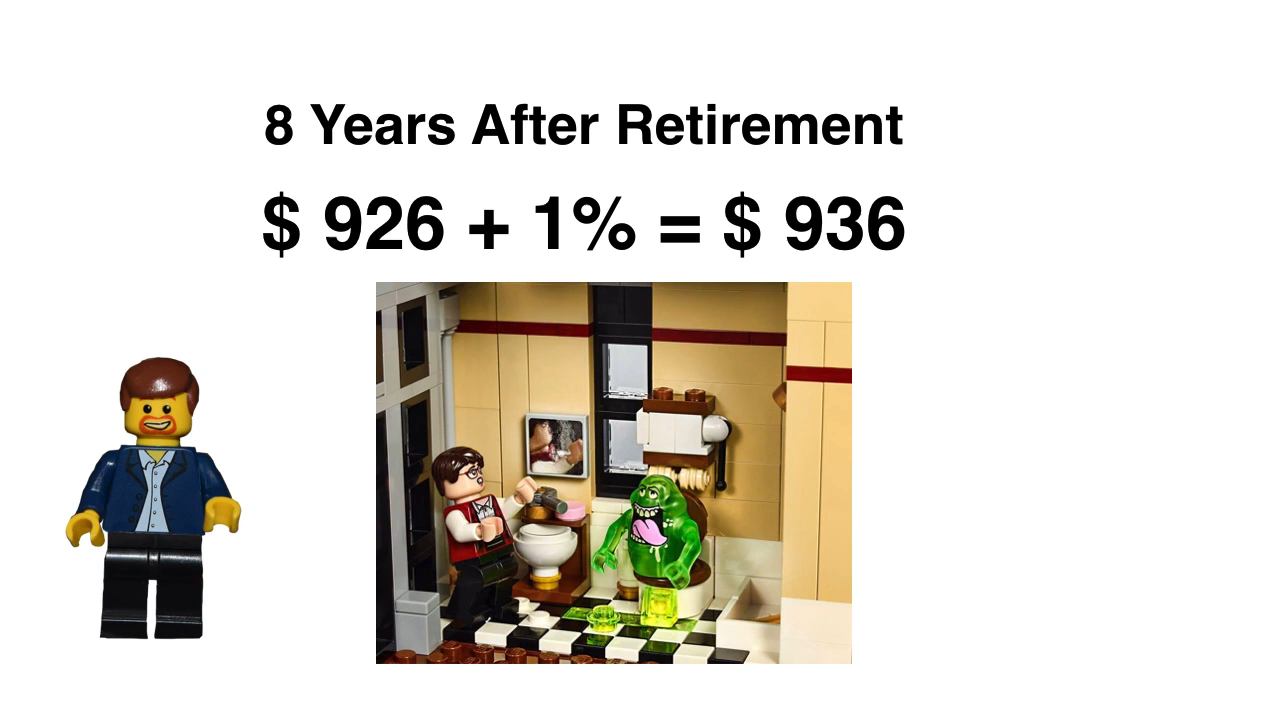 8 Years After Retirement
$ 926 + 1% = $ 936